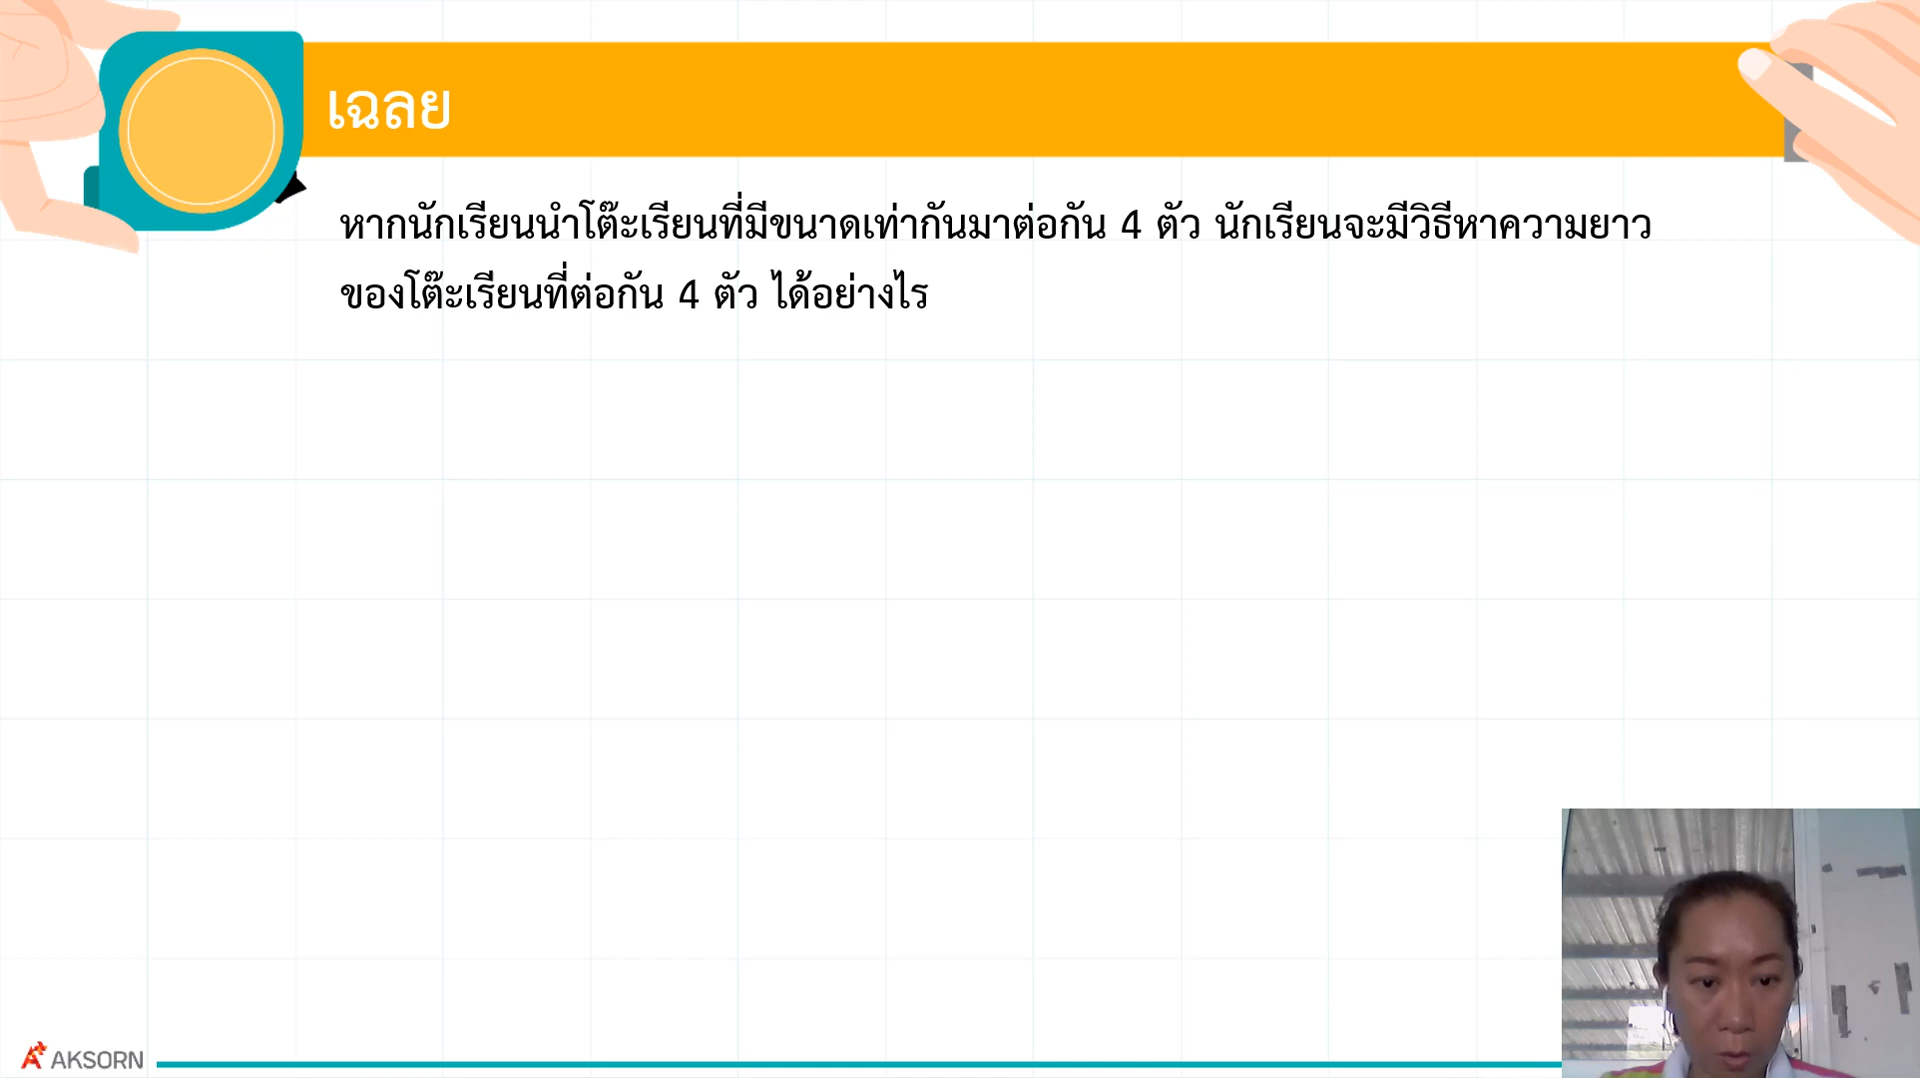 เฉลย
หากนักเรียนนำโต๊ะเรียนที่มีขนาดเท่ากันมาต่อกัน 4 ตัว นักเรียนจะมีวิธีหาความยาว
ของโต๊ะเรียนที่ต่อกัน 4 ตัว ได้อย่างไร
AKSORN